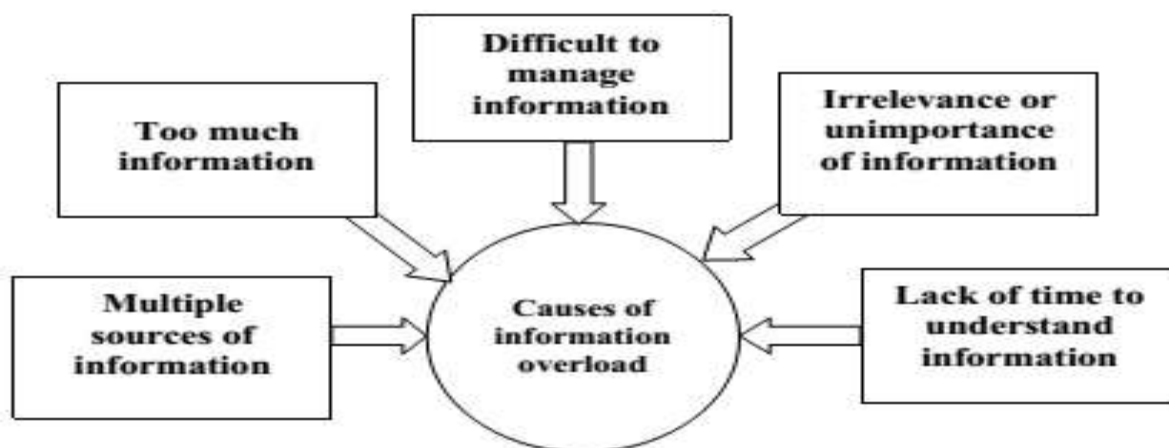 Difficult to
manage
information
Too much
information
Irrelevance or
unimportance
of information
Multiple
sources of
information
Causes of
information
overload
Lack of time to
understand
information